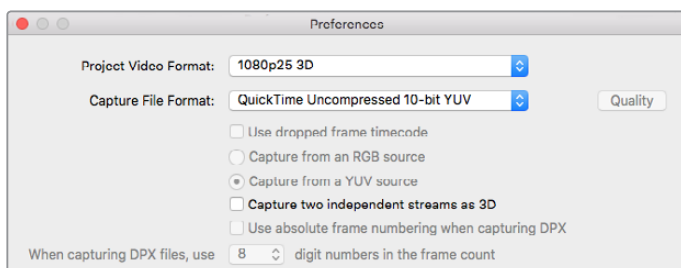 Preferences
Project Video Format: 1080p25 3D
Capture File Format: QuickTime Uncompressed 10-bit YUV Quality
Use dropped frame timecode
Capture from an RGB source
Capture from a YUV source
Capture two independent streams as 3D
Use absolute frame numbering when capturing DPX
When capturing DPX files, use 8 digit numbers in the frame count